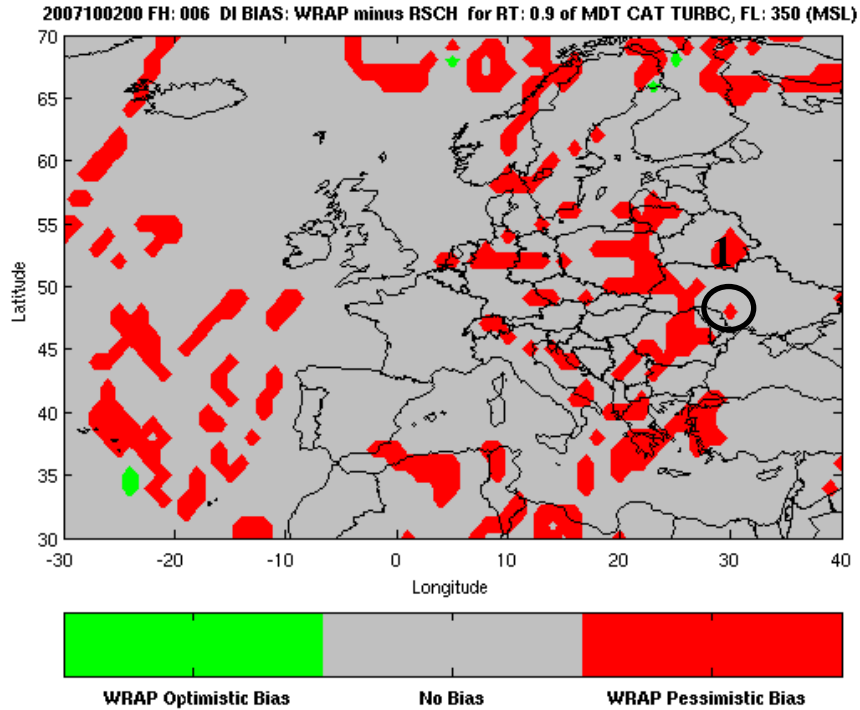 2007100200 FH: 006 DI BIAS: WRAP minus RSCH for RT: 0.9 of MDT CAT TURBC, FL: 350 (MSL)
70
65
60
55
50
45
40
35
30
Latitude
1
-30 -20 -10 0 10 20 30 40
Longitude
WRAP Optimistic Bias No Bias WRAP Pessimistic Bias